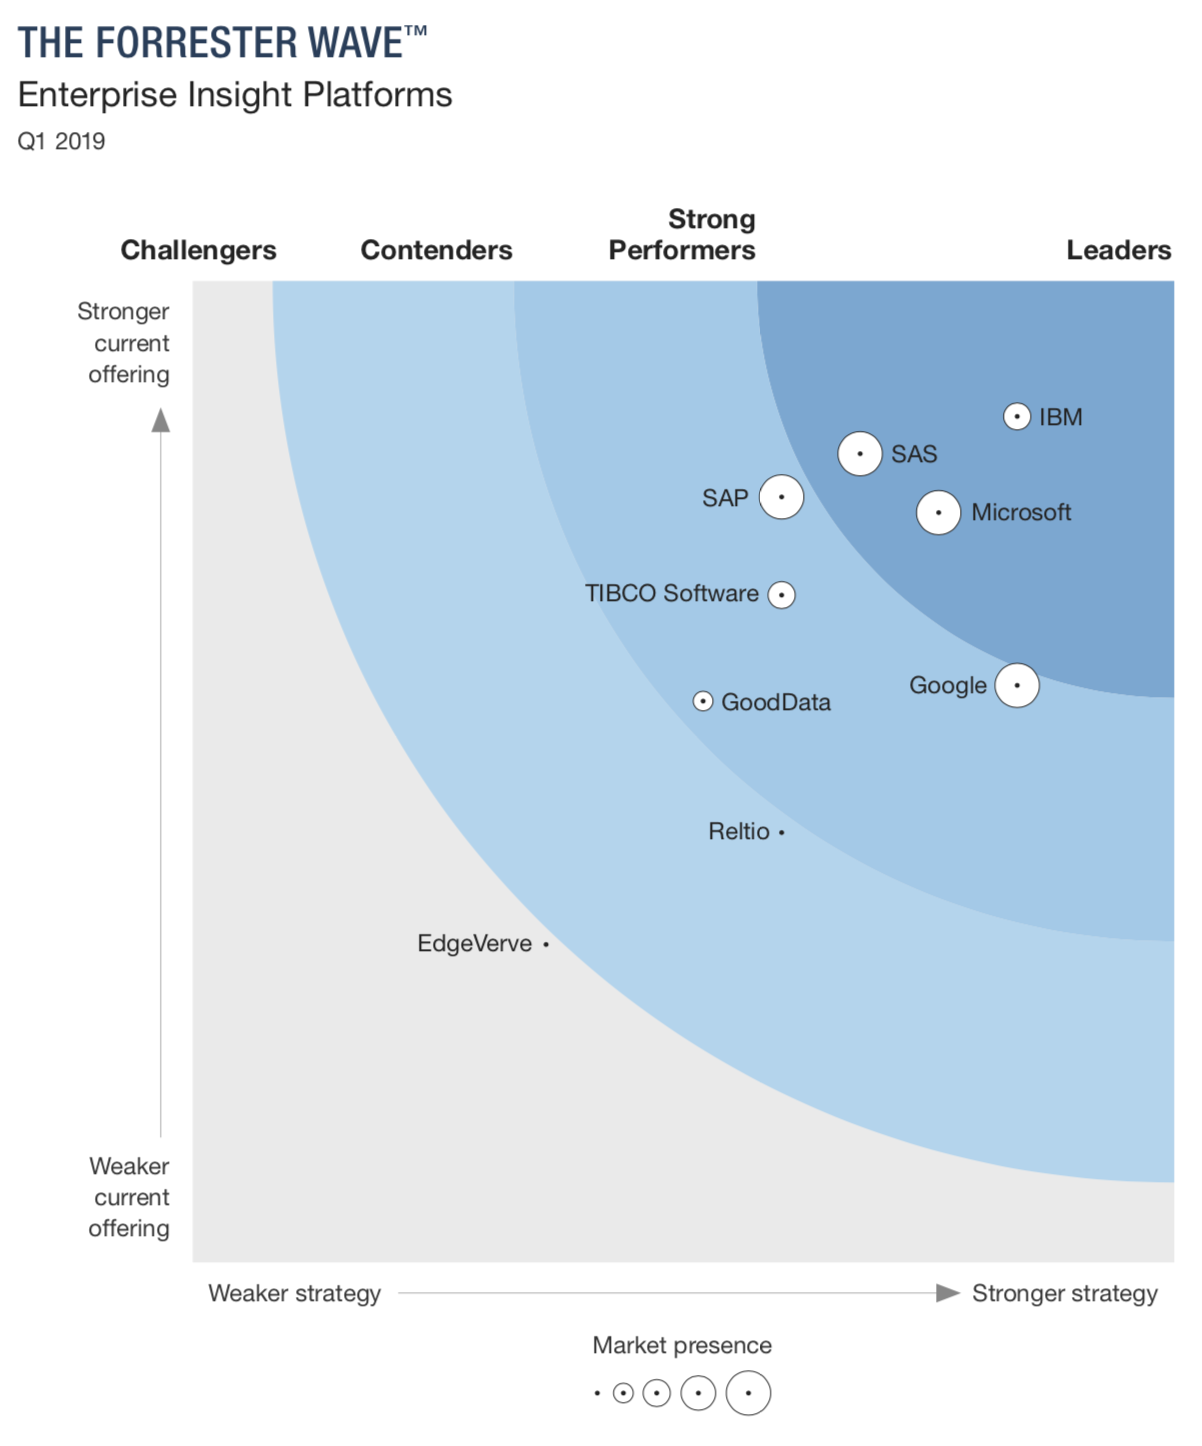 THE FORRESTER WAVE™
Enterprise Insight Platforms
Q1 2019
Challengers
Contenders
Strong
Performers
Leaders
Stronger
current
offering
IBM
SAS
SAP
Microsoft
TIBCO Software
Google
GoodData
Reltio
EdgeVerve
Weaker
current
offering
Weaker strategy
Stronger strategy
Market presence